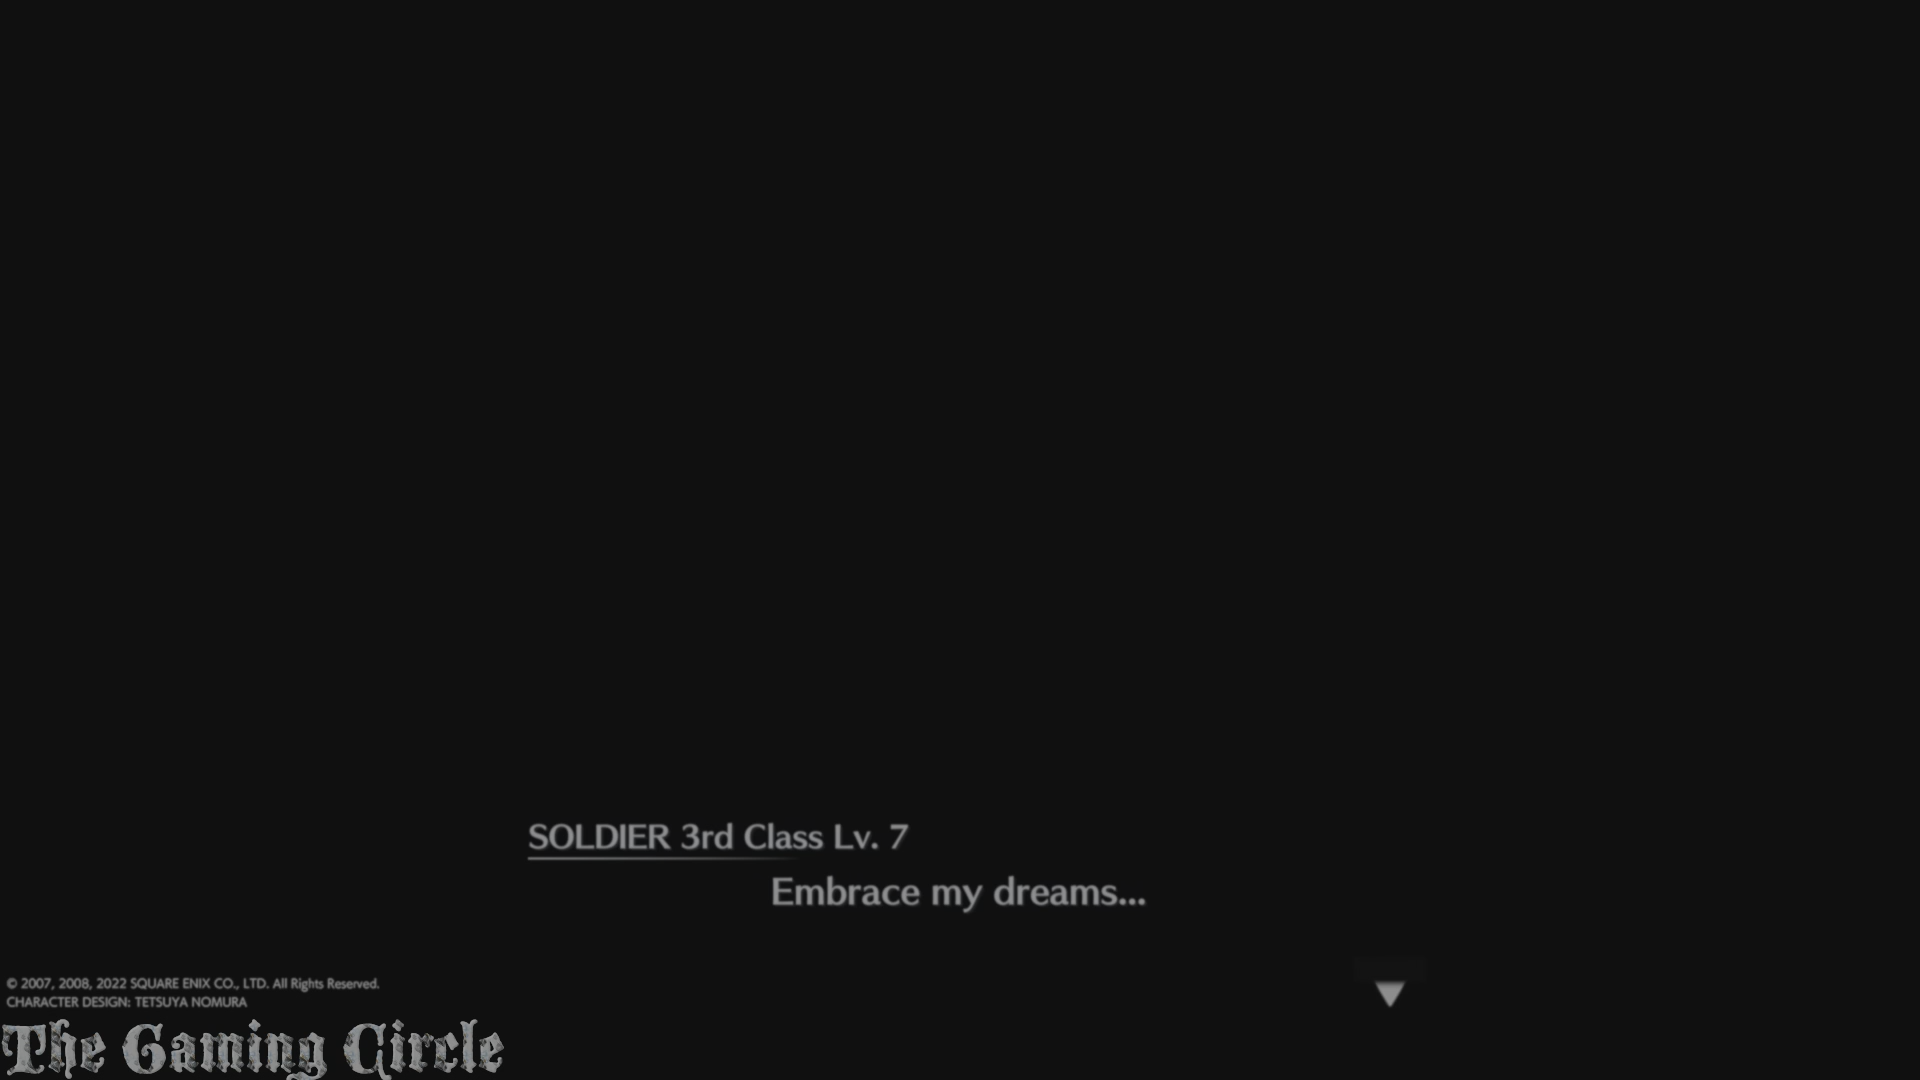 SOLDIER 3rd Class Lv. 7
Embrace my dreams...
© 2007, 2008, 2022 SQUARE ENIX CO., LTD. All Rights Reserved.
CHARACTER DESIGN: TETSUYA NOMURA
The Gaming Circle